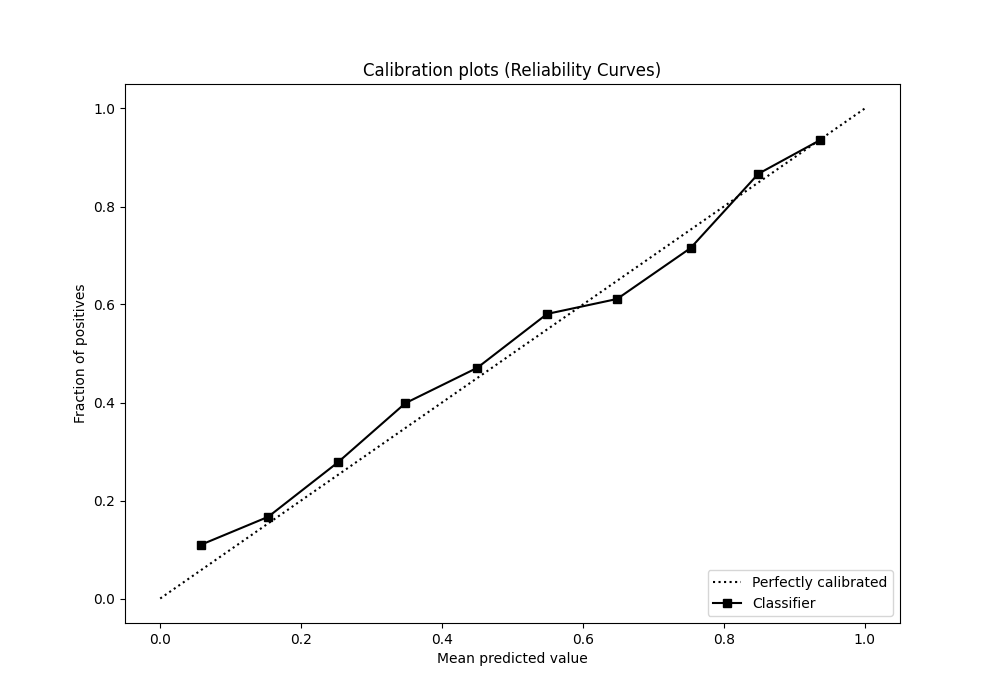 Calibration plots (Reliability Curves)
1.0
0.8
0.6
0.4
0.2
0.0
Fraction of positives
0.0 0.2 0.4 0.6 0.8 1.0
Mean predicted value
Perfectly calibrated
Classifier